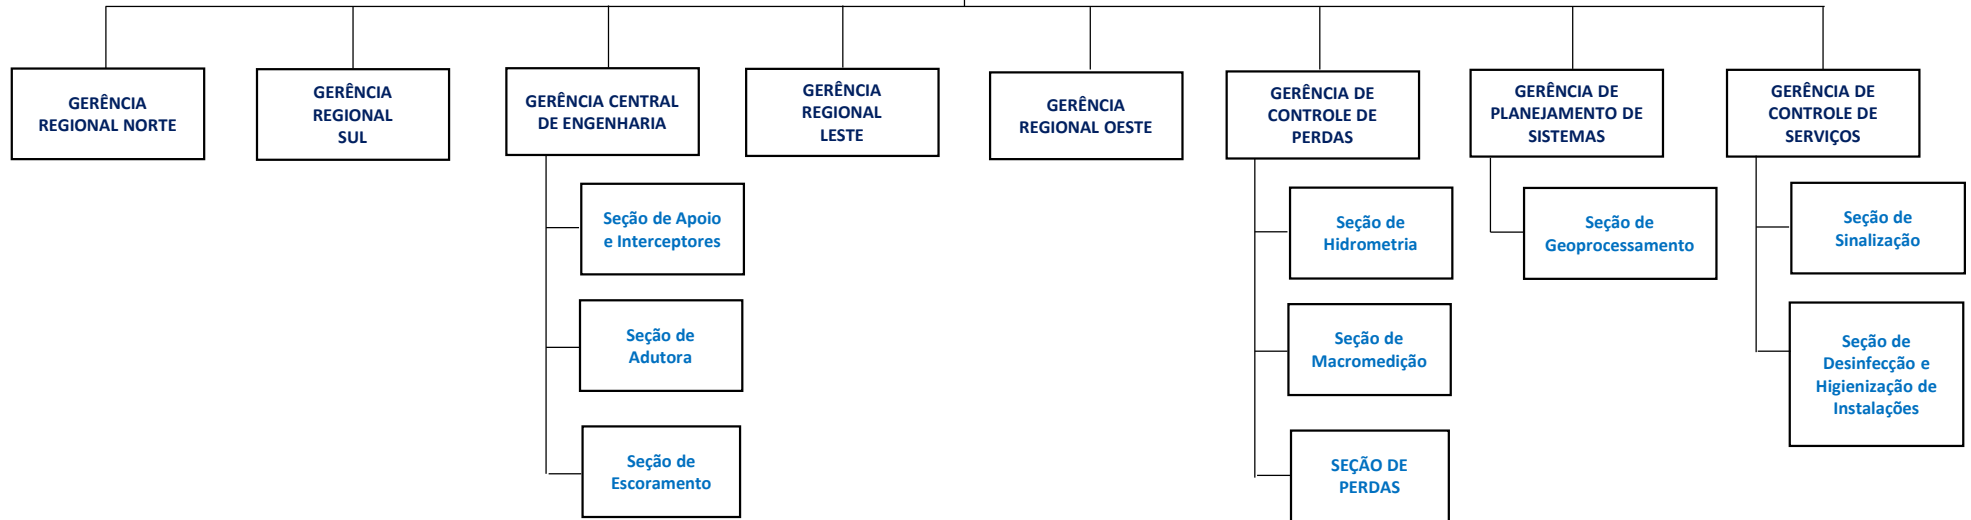 GERÊNCIA
REGIONAL NORTE
GERÊNCIA
REGIONAL
SUL
GERÊNCIA CENTRAL
DE ENGENHARIA
GERÊNCIA
REGIONAL
LESTE
GERÊNCIA
REGIONAL OESTE
GERÊNCIA DE
CONTROLE DE
PERDAS
GERÊNCIA DE
PLANEJAMENTO DE
SISTEMAS
GERÊNCIA DE
CONTROLE DE
SERVIÇOS
Seção de Apoio
e Interceptores
Seção de
Adutora
Seção de
Escoramento
Seção de
Hidrometria
Seção de
Macromedição
SEÇÃO DE
PERDAS
Seção de
Geoprocessamento
Seção de
Sinalização
Seção de
Desinfecção e
Higienização de
Instalações